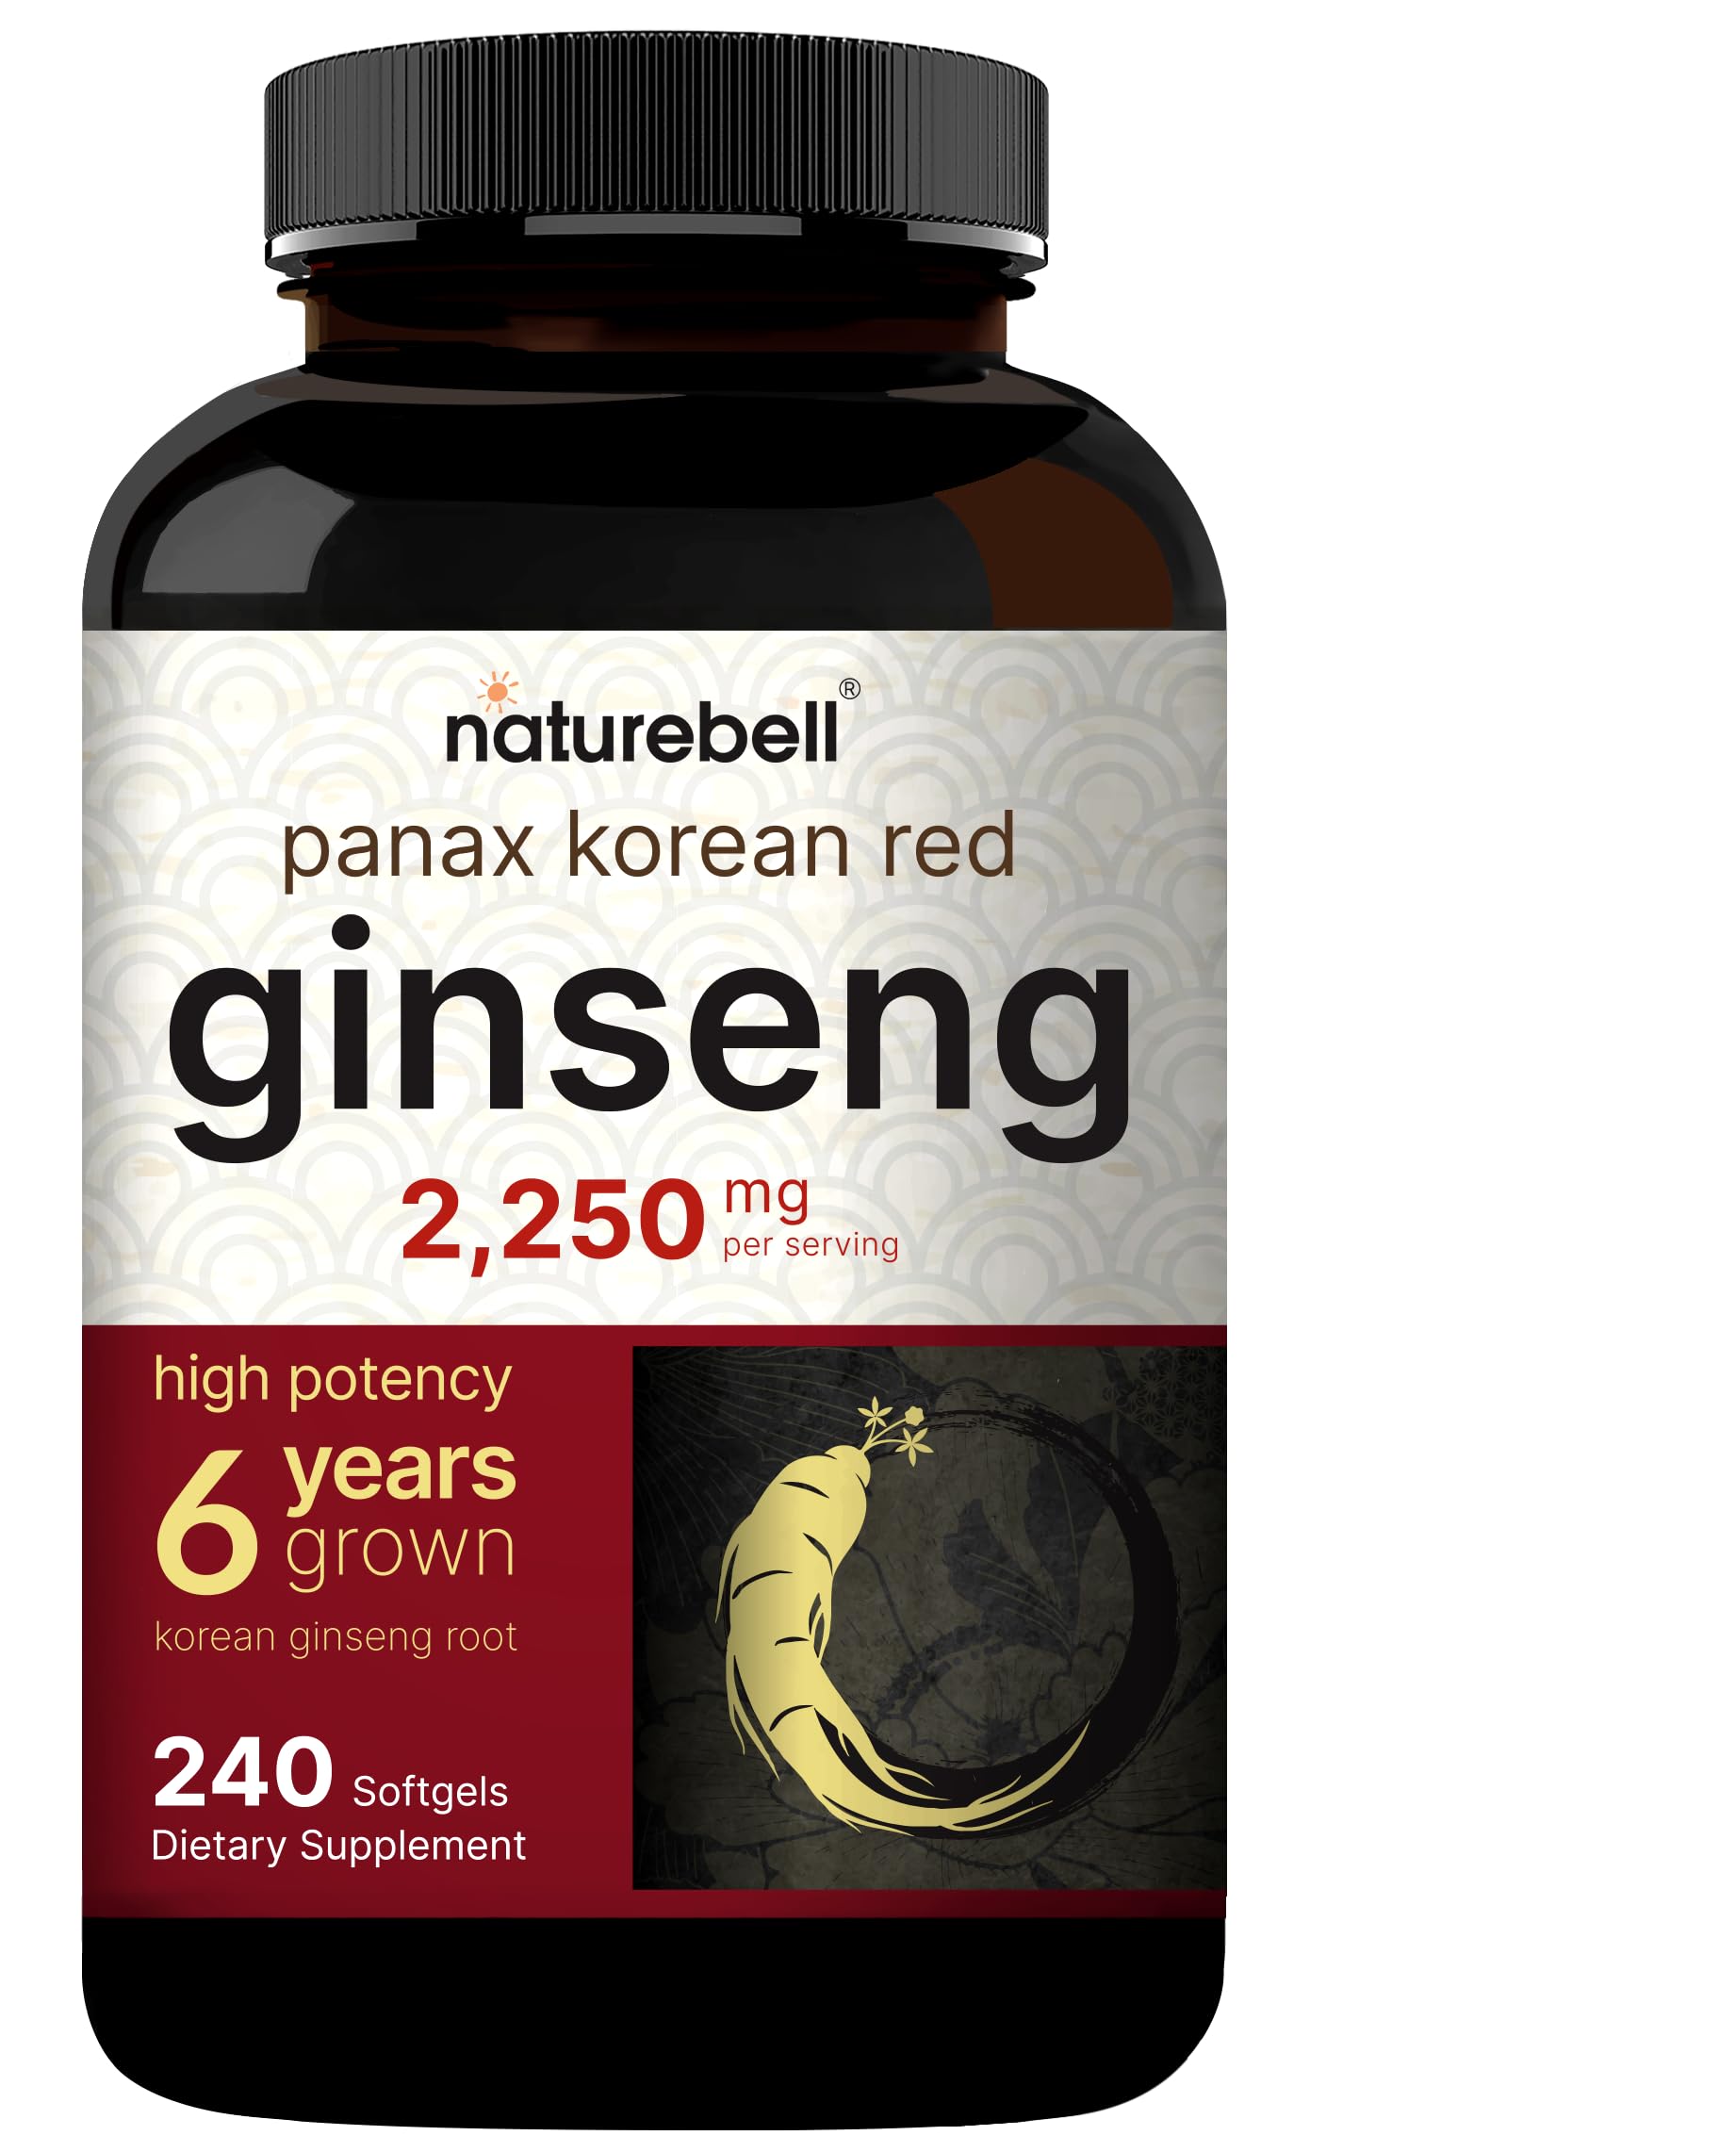 naturebell®
panax korean red
ginseng
2,250 mg
per serving
high potency
6 years
grown
korean ginseng root
240 Softgels
Dietary Supplement